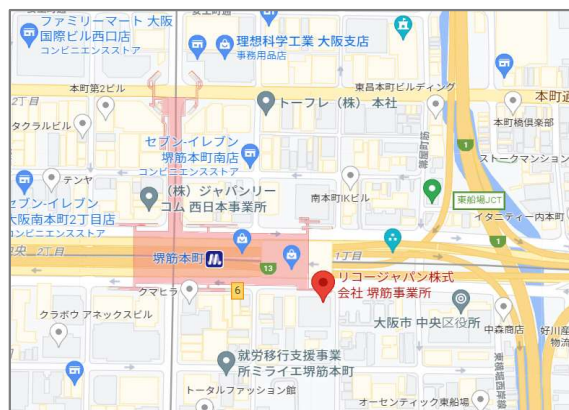 ファミリーマート 大阪
国際ビル西口店
コンビニエンスストア
理想科学工業 大阪支店
事務用品店
本町第2ビル
東昌本町ビルディング
本町通
2丁目
トーフレ（株）本社
本町橋倶楽部
タクラルビル
セブン-イレブン
堺筋本町南店
コンビニエンスストア
1
ストークマンション
テンヤ
（株）ジャパンリー
コム 西日本事業所
南本町IKビル
セブン-イレブン
大阪南本町2丁目店
コンビニエンスストア
東船場JCT
イタニティー内本町
中央 2丁目
堺筋本町
13
1丁目
1
リコージャパン株式
会社 堺筋事業所
クマヒラ
6
大阪市 中央区役所
クラボウ アネックスビル
中森商店
好川産
物流
就労移行支援事業
所ミライエ堺筋本町
トータルファッション館
オーセンティック東船場